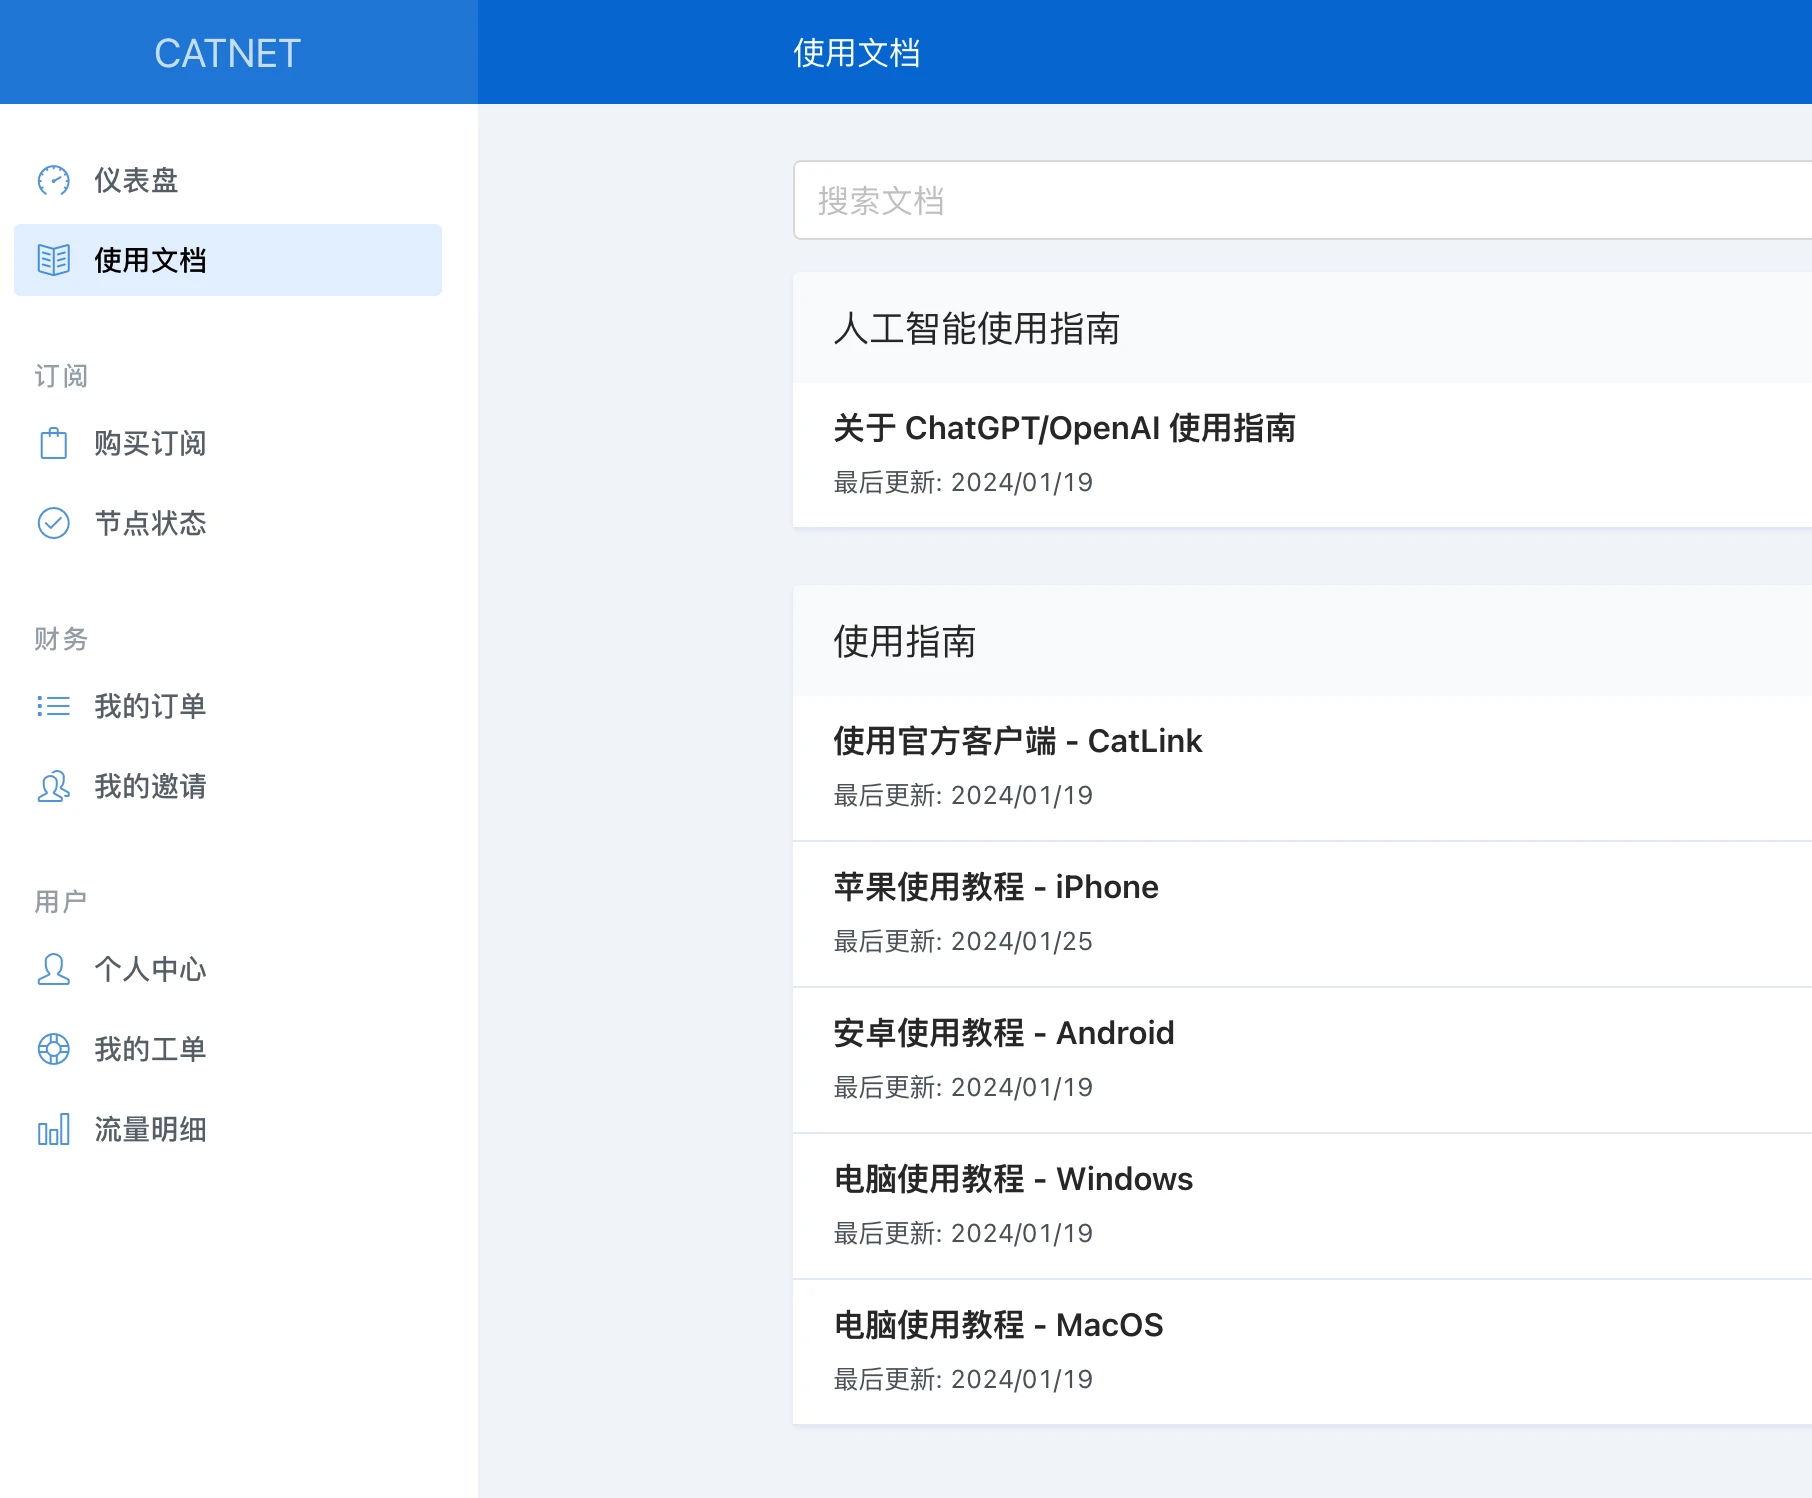 CATNET
仪表盘
使用文档
订阅
购买订阅
节点状态
财务
我的订单
我的邀请
用户
个人中心
我的工单
流量明细
使用文档
搜索文档
人工智能使用指南
关于 ChatGPT/OpenAI 使用指南
最后更新: 2024/01/19
使用指南
使用官方客户端 - CatLink
最后更新: 2024/01/19
苹果使用教程 - iPhone
最后更新: 2024/01/25
安卓使用教程 - Android
最后更新: 2024/01/19
电脑使用教程 - Windows
最后更新: 2024/01/19
电脑使用教程 - MacOS
最后更新: 2024/01/19